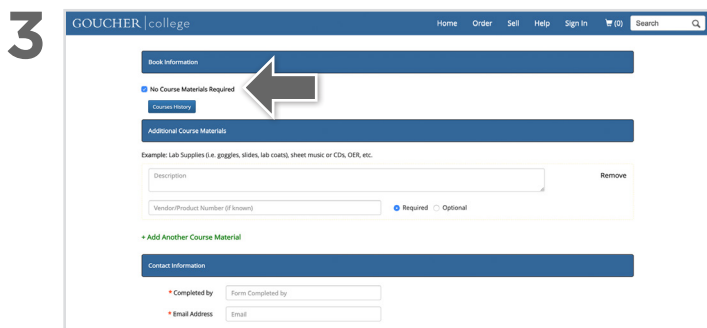 3
GOUCHER | college
Home Order Sell Help Sign In (0) Search
Book Information
No Course Materials Required
Courses History
Additional Course Materials
Example: Lab Supplies (i.e. goggles, slides, lab coats), sheet music or CDs, OER, etc.
Description Remove
Vendor/Product Number (if known) Required Optional
+ Add Another Course Material
Contact Information
* Completed by Form Completed by
* Email Address Email